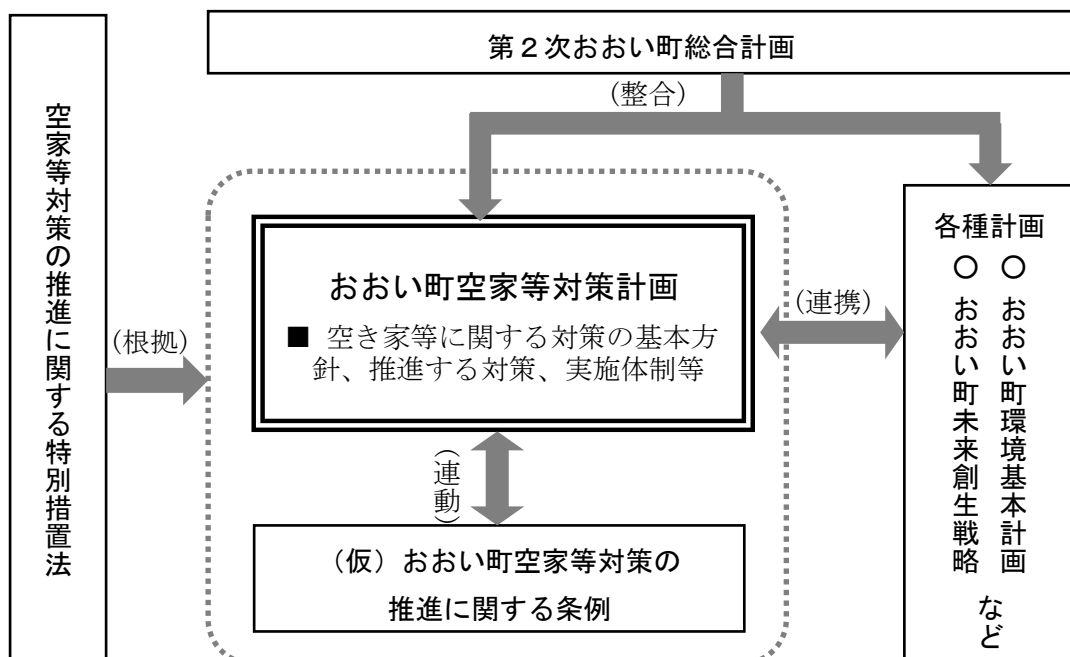 第２次おおい町総合計画
(整合)
空家等対策の推進に関する特別措置法
(根拠)
おおい町空家等対策計画
■ 空き家等に関する対策の基本方
針、推進する対策、実施体制等
(連携)
各種計画
〇 おおい町環境基本計画
〇 おおい町未来創生戦略
など
(連動)
（仮）おおい町空家等対策の
推進に関する条例